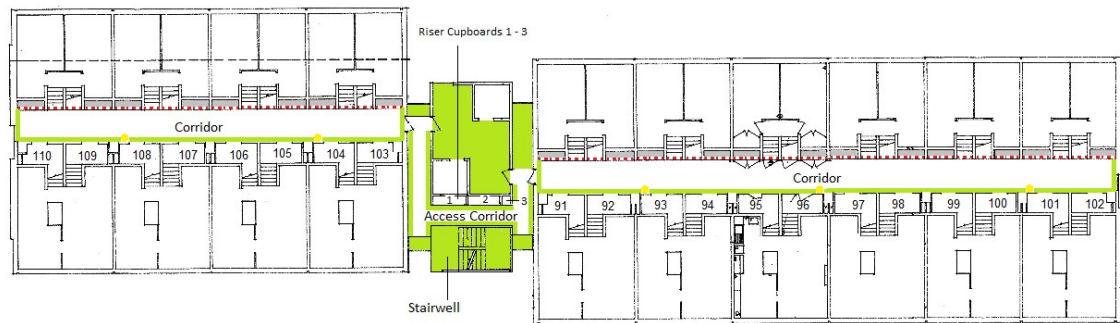 Riser Cupboards 1 - 3
Corridor
110 109 108 107 106 105 104 103
Corridor
1 2 3
91 92 93 94 95 96 97 98 99 100 101 102
Access Corridor
Stairwell